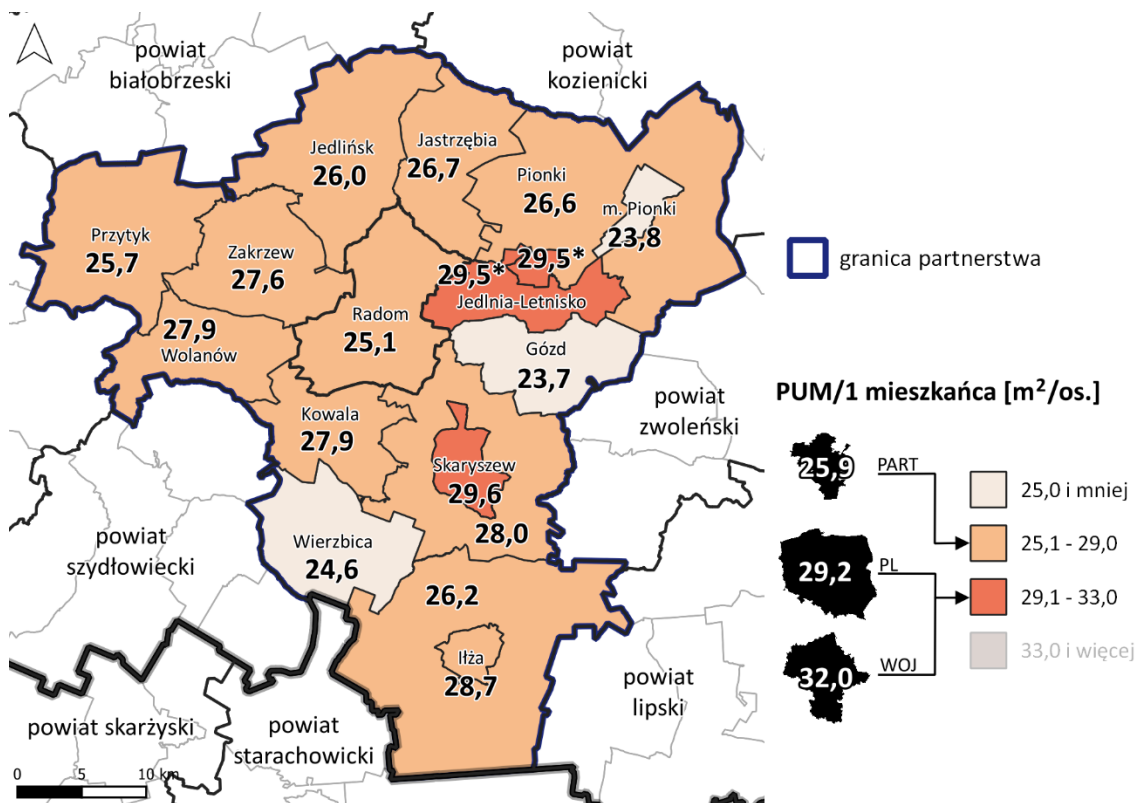 powiat
białobrzeski
powiat
kozienicki
Jedlińsk
26,0
Jastrzębia
26,7
Pionki
26,6
m. Pionki
23,8
Przytyk
25,7
Zakrzew
27,6
29,5*
29,5*
Jedlnia-Letnisko
27,9
Wolanów
Radom
25,1
Gózd
23,7
powiat
zwoleński
Kowala
27,9
Skaryszew
29,6
28,0
powiat
szydłowiecki
Wierzbica
24,6
26,2
Iłża
28,7
powiat
lipski
powiat skarżyski
powiat
starachowicki
0 5 10 km
granica partnerstwa
PUM/1 mieszkańca [m²/os.]
25,9 PART
29,2 PL
32,0 WOJ
25,0 i mniej
25,1 - 29,0
29,1 - 33,0
33,0 i więcej